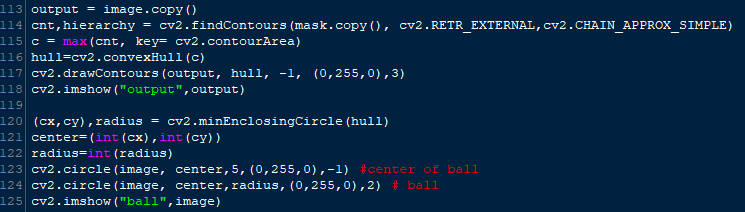 113 output = image.copy()
114 cnt,hierarchy = cv2.findContours(mask.copy(), cv2.RETR_EXTERNAL,cv2.CHAIN_APPROX_SIMPLE)
115 c = max(cnt, key= cv2.contourArea)
116 hull=cv2.convexHull(c)
117 cv2.drawContours(output, hull, -1, (0,255,0),3)
118 cv2.imshow("output",output)
119
120 (cx,cy),radius = cv2.minEnclosingCircle(hull)
121 center=(int(cx),int(cy))
122 radius=int(radius)
123 cv2.circle(image, center,5,(0,255,0),-1) #center of ball
124 cv2.circle(image, center,radius,(0,255,0),2) # ball
125 cv2.imshow("ball",image)